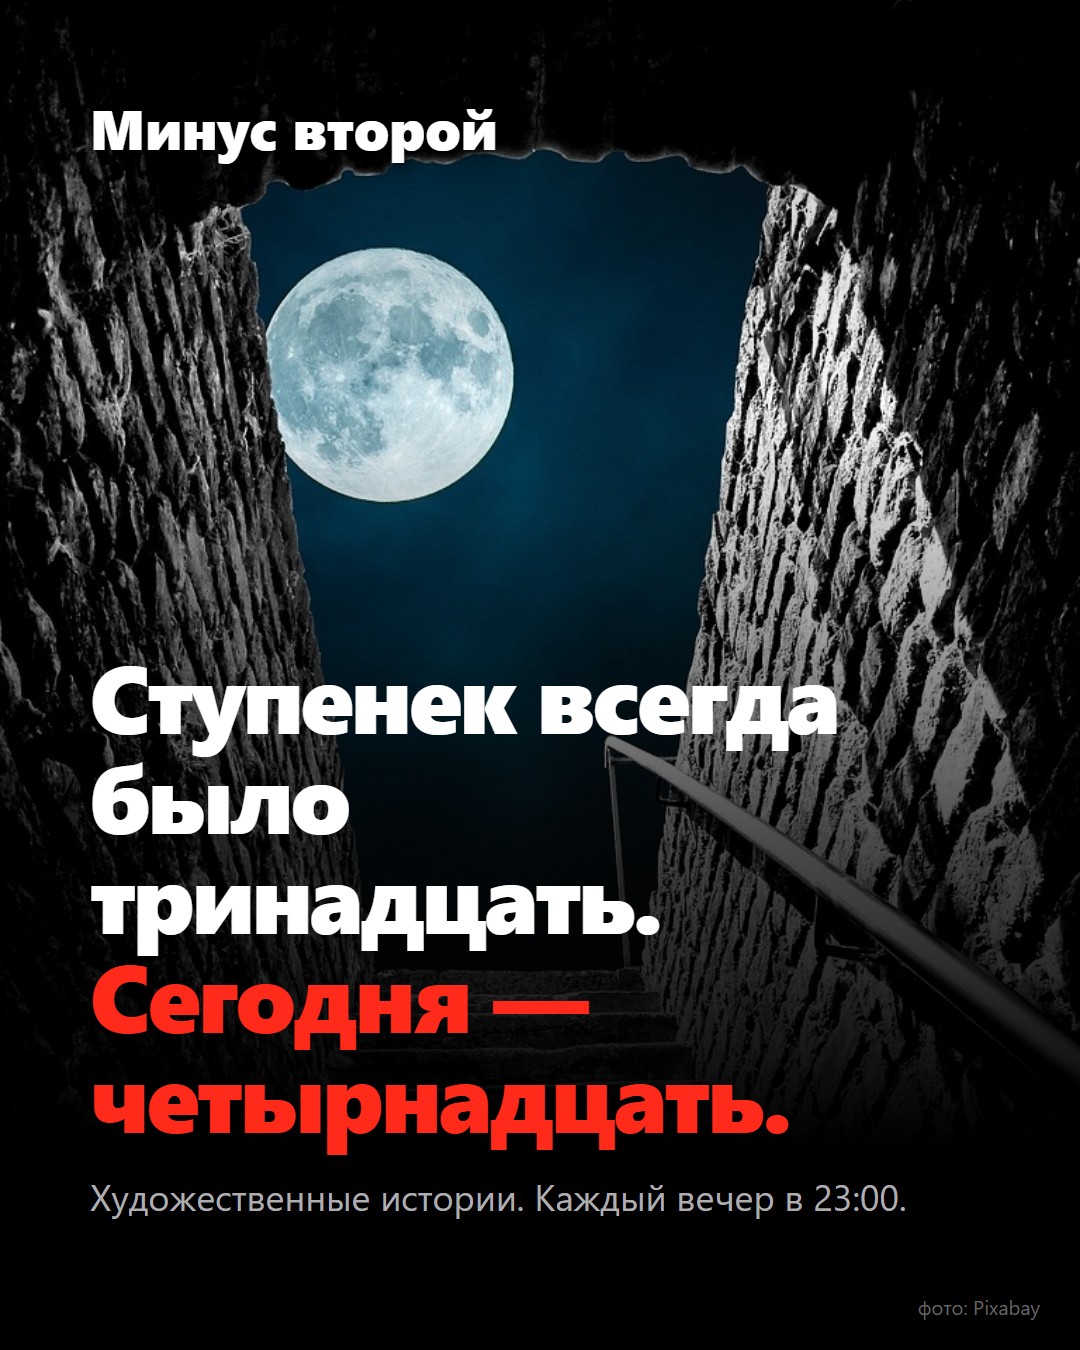 Минус второй
Ступенек всегда
было
тринадцать.
Сегодня —
четырнадцать.
Художественные истории. Каждый вечер в 23:00.
фото: Pixabay